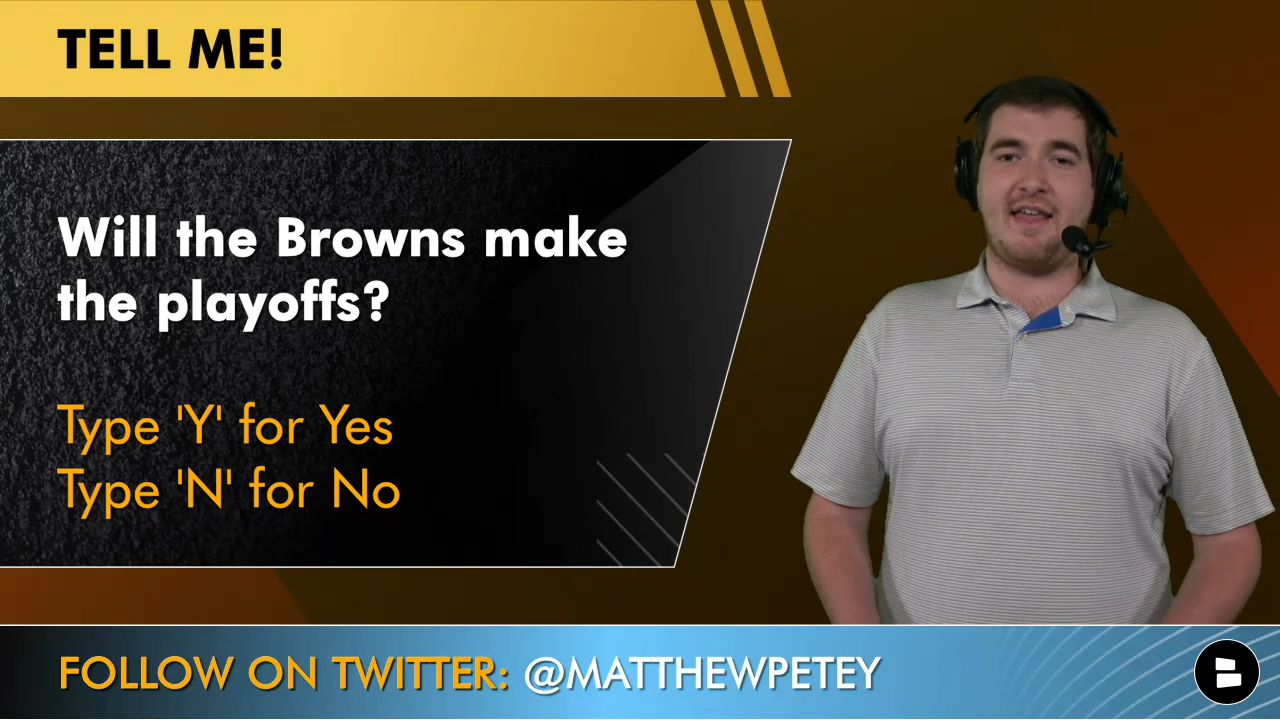 TELL ME!
Will the Browns make
the playoffs?
Type 'Y' for Yes
Type 'N' for No
FOLLOW ON TWITTER: @MATTHEWPETEY